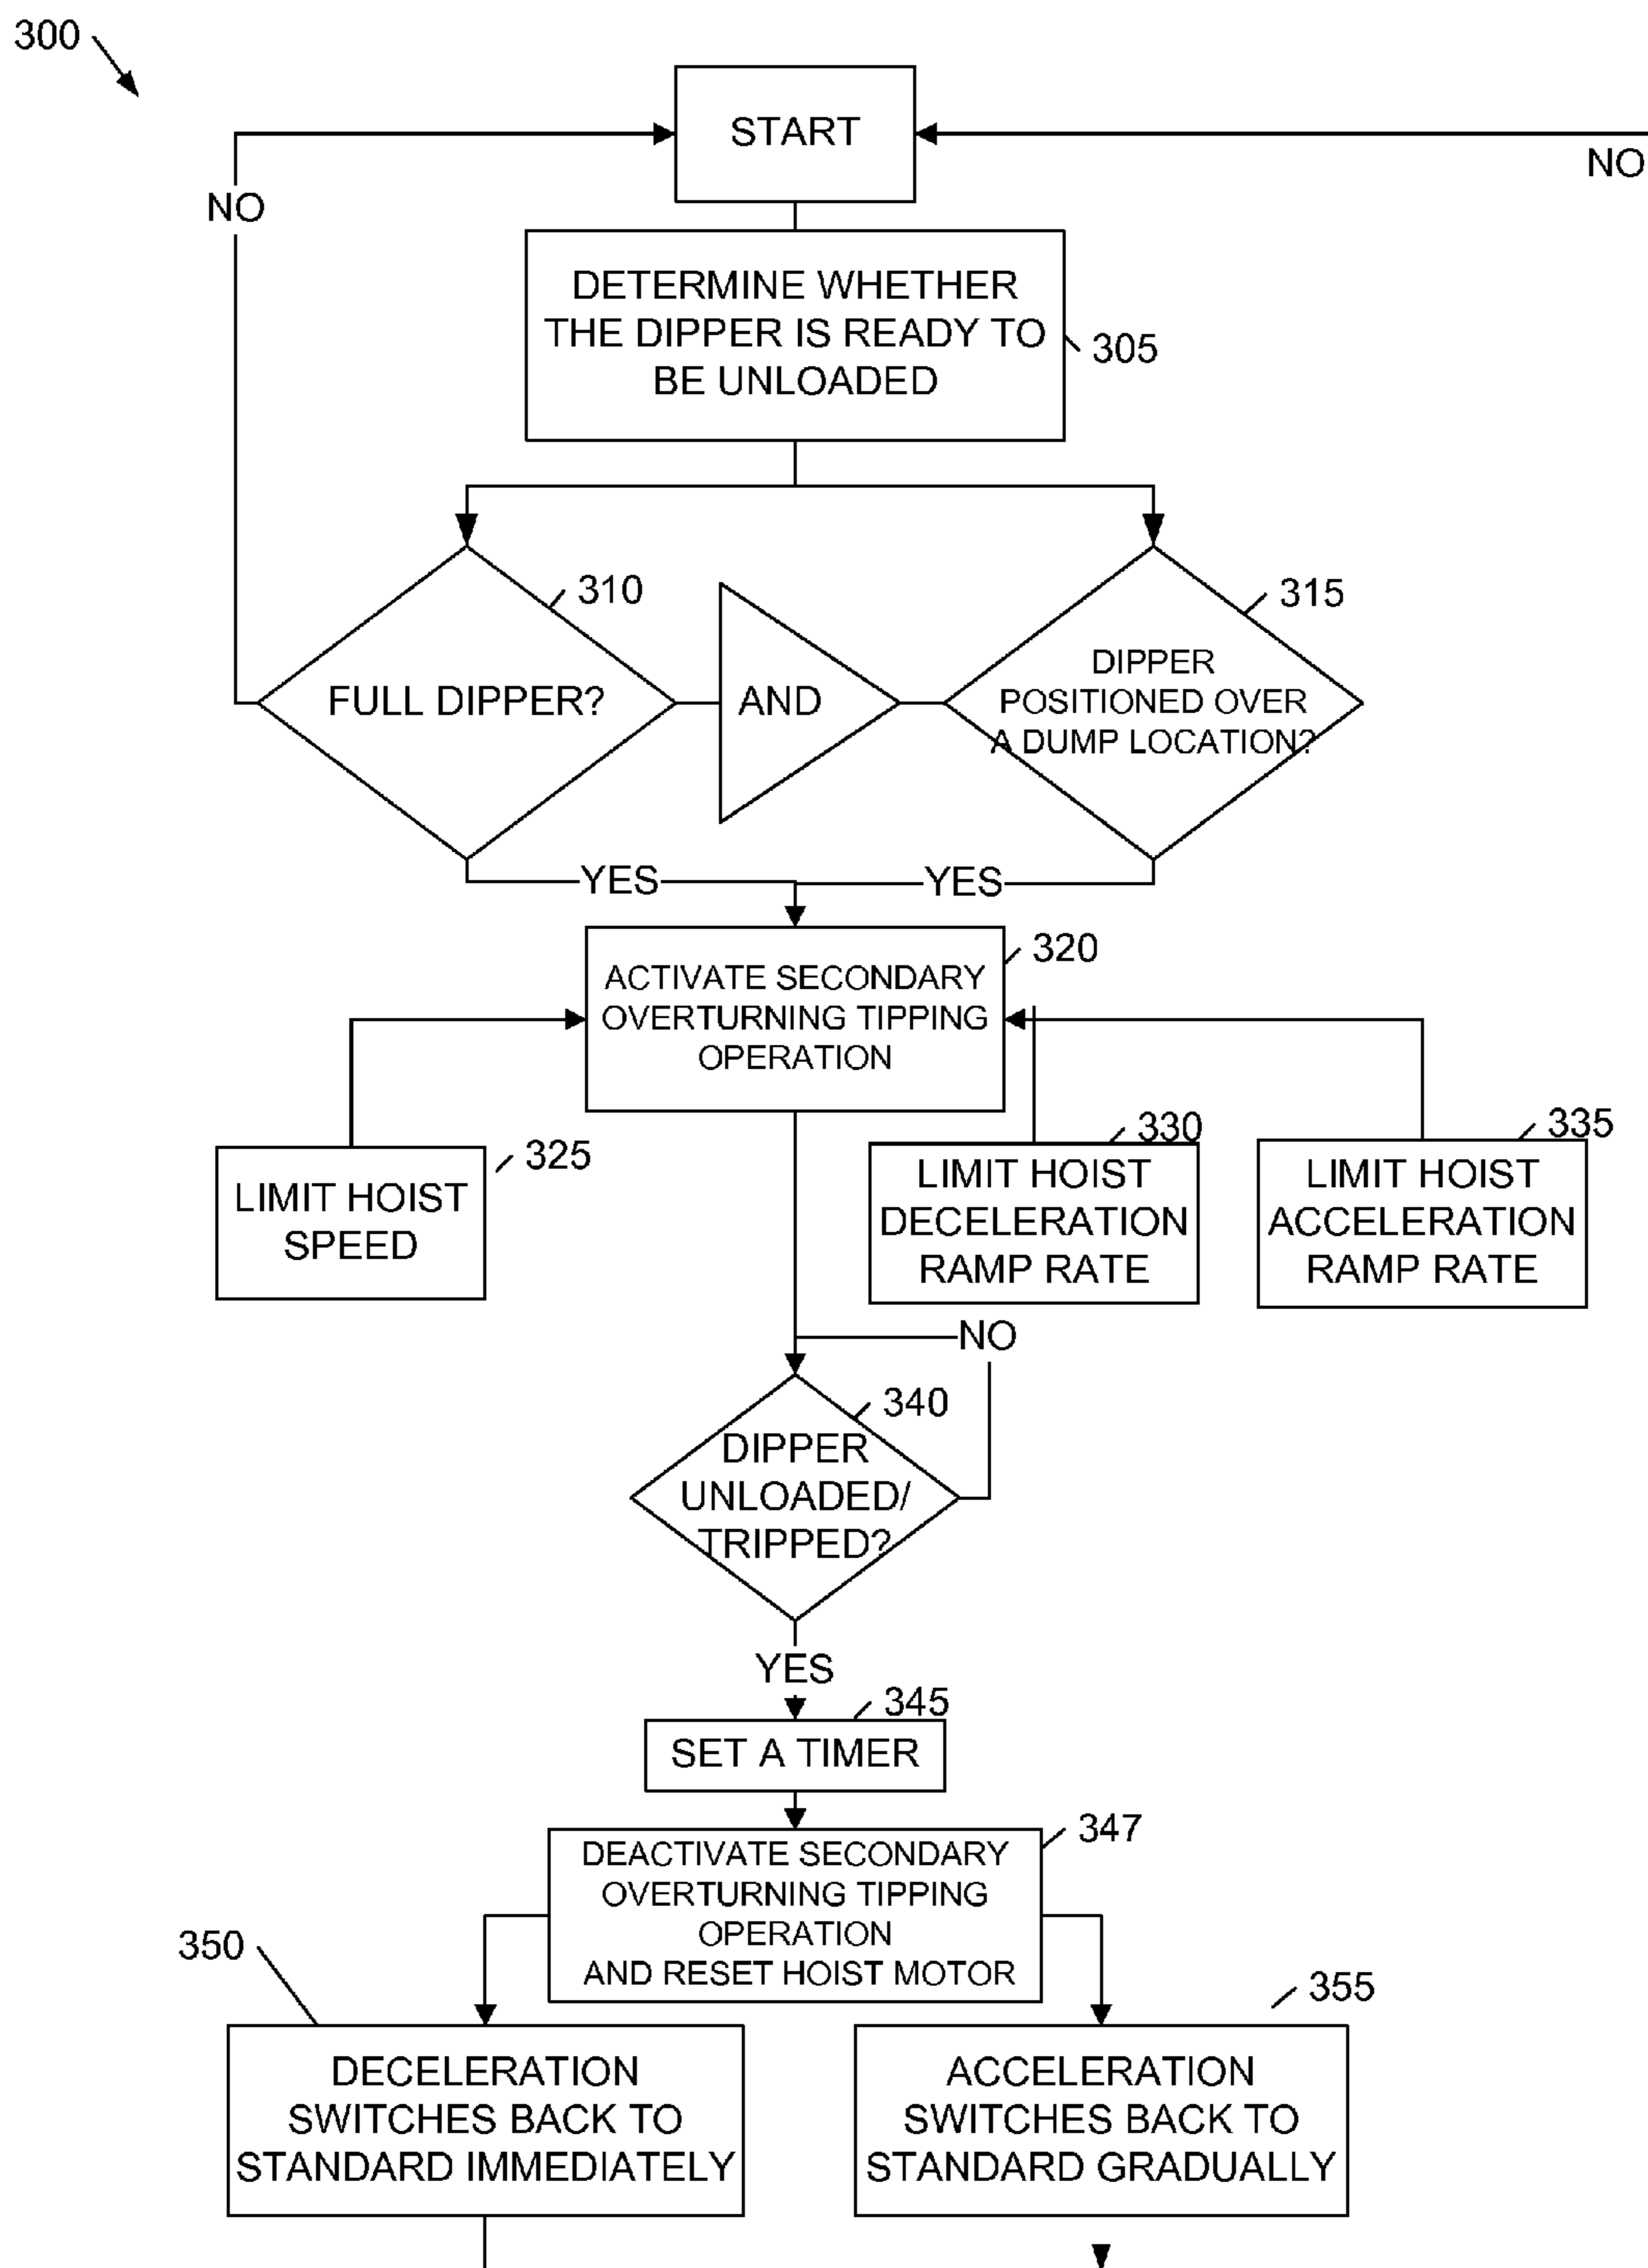 300
START
NO
NO
DETERMINE WHETHER
THE DIPPER IS READY TO
BE UNLOADED
305
310
315
FULL DIPPER?
AND
DIPPER
POSITIONED OVER
A DUMP LOCATION?
YES
YES
320
ACTIVATE SECONDARY
OVERTURNING TIPPING
OPERATION
325
LIMIT HOIST
SPEED
330
LIMIT HOIST
DECELERATION
RAMP RATE
335
LIMIT HOIST
ACCELERATION
RAMP RATE
NO
340
DIPPER
UNLOADED/
TRIPPED?
YES
345
SET A TIMER
347
DEACTIVATE SECONDARY
OVERTURNING TIPPING
OPERATION
AND RESET HOIST MOTOR
350
355
DECELERATION
SWITCHES BACK TO
STANDARD IMMEDIATELY
ACCELERATION
SWITCHES BACK TO
STANDARD GRADUALLY